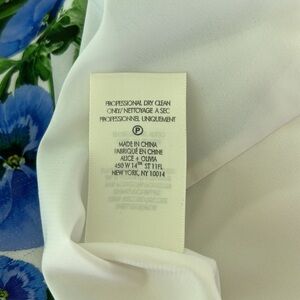 PROFESSIONAL DRY CLEAN
ONLY/ NETTOYAGE A SEC
PROFESSIONNEL UNIQUEMENT
P
MADE IN CHINA
FABRIQUÉ EN CHINE
ALICE + OLIVIA
450 W 14TH ST 11FL
NEW YORK, NY 10014